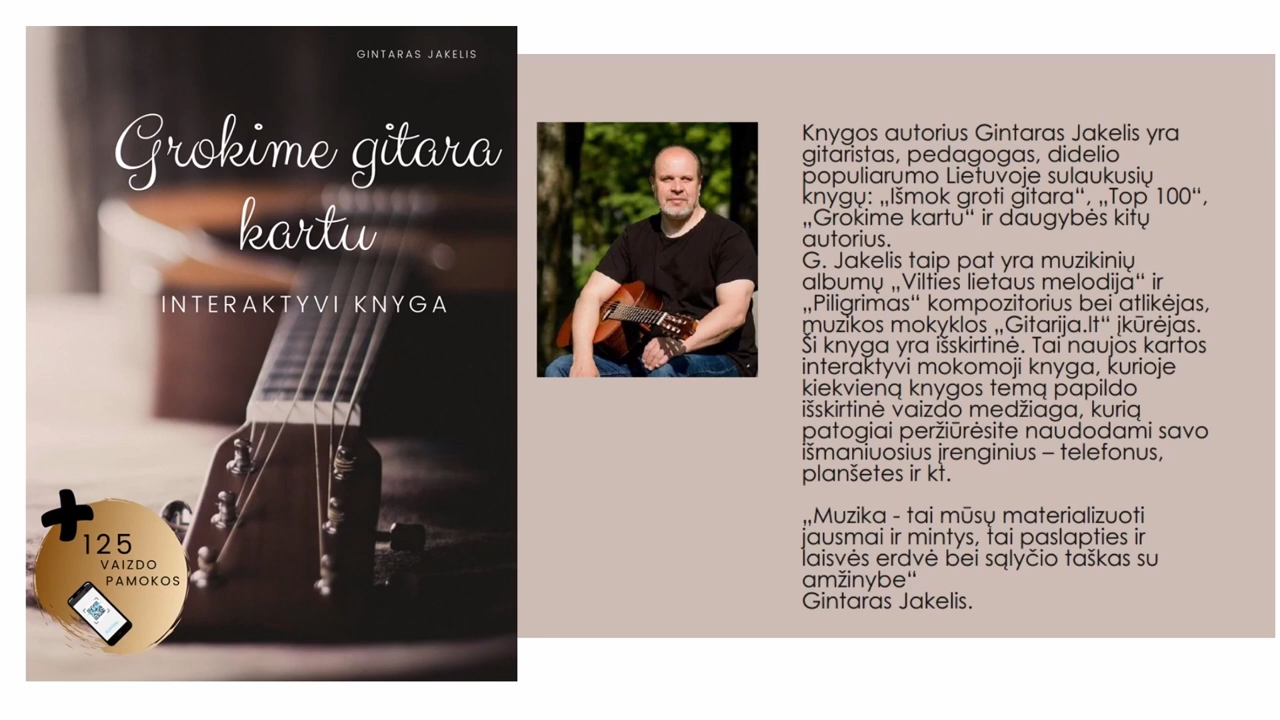 GINTARAS JAKELIS
Grokime gitara
kartu
INTERAKTYVI KNYGA
125
VAIZDO
PAMOKOS
Knygos autorius Gintaras Jakelis yra
gitaristas, pedagogas, didelio
populiarumo Lietuvoje sulaukusių
knygų: „Išmok groti gitara“, „Top 100“,
„Grokime kartu“ ir daugybės kitų
autorius.
G. Jakelis taip pat yra muzikinių
albumų „Vilties lietaus melodija“ ir
„Piligrimas“ kompozitorius bei atlikėjas,
muzikos mokyklos „Gitarija.lt“ įkūrėjas.
Ši knyga yra išskirtinė. Tai naujos kartos
interaktyvi mokomoji knyga, kurioje
kiekvieną knygos temą papildo
išskirtinė vaizdo medžiaga, kurią
patogiai peržiūrėsite naudodami savo
išmaniuosius įrenginius – telefonus,
planšetes ir kt.
„Muzika - tai mūsų materializuoti
jausmai ir mintys, tai paslapties ir
laisvės erdvė bei sąlyčio taškas su
amžinybe“
Gintaras Jakelis.